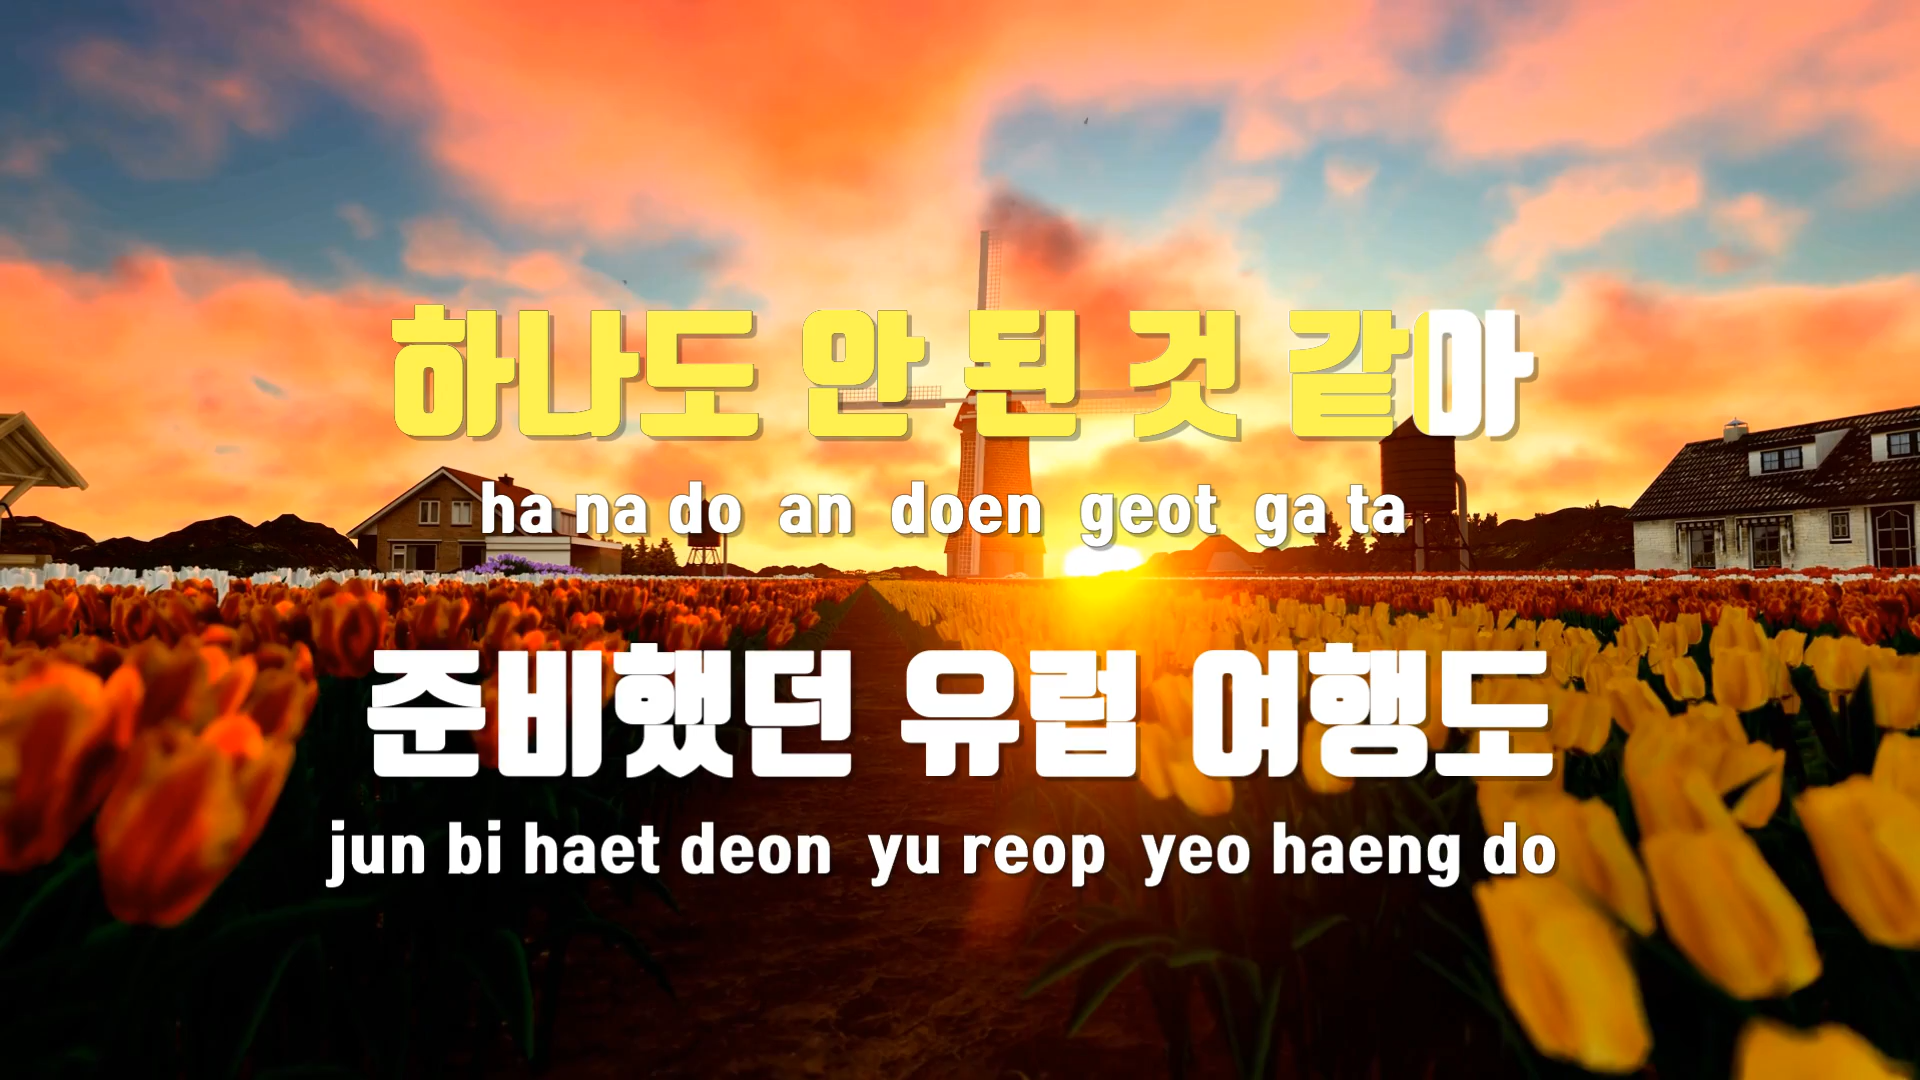 하나도 안 된 것 같아
ha na do an doen geot ga ta
준비했던 유럽 여행도
jun bi haet deon yu reop yeo haeng do